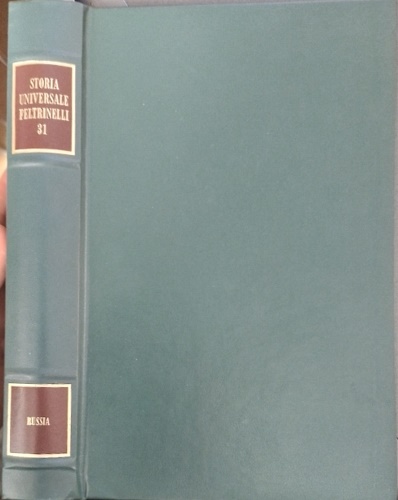 STORIA
UNIVERSALE
FELTRINELLI
31
RUSSIA